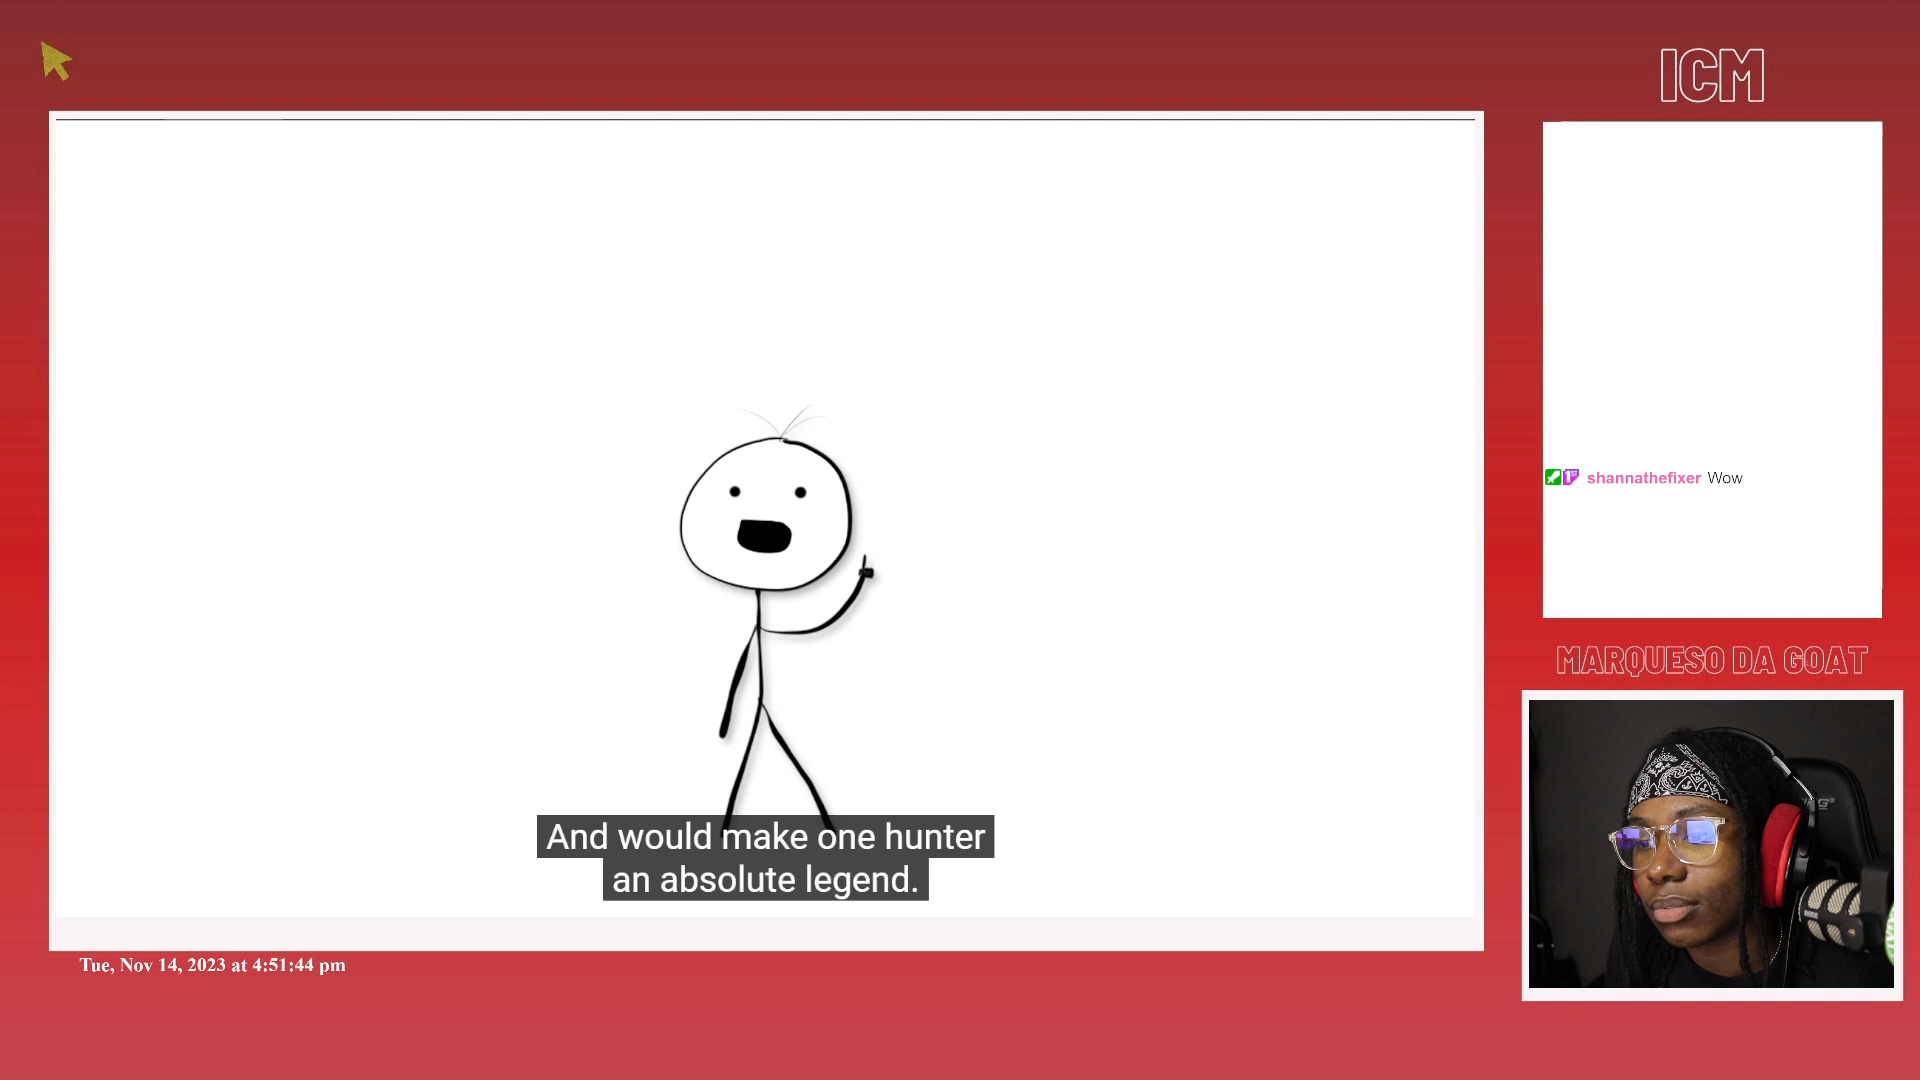 ICM
shannathefixer Wow
And would make one hunter
an absolute legend.
MARQUESO DA GOAT
Tue, Nov 14, 2023 at 4:51:44 pm
RODE